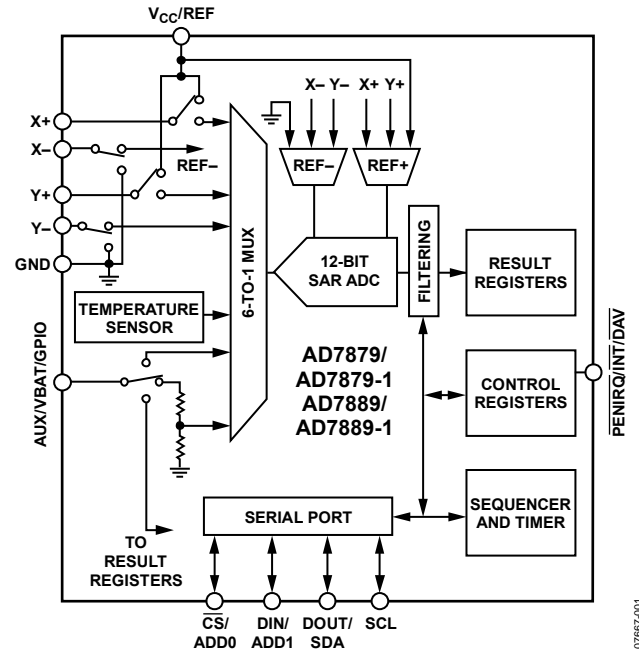 VCC/REF
X– Y– X+ Y+
X+
X–
REF–
Y+
Y–
GND
REF–
REF+
6-TO-1 MUX
12-BIT
SAR ADC
FILTERING
RESULT
REGISTERS
TEMPERATURE
SENSOR
AD7879/
AD7879-1
AD7889/
AD7889-1
CONTROL
REGISTERS
PENIRQ/INT/DAV
AUX/VBAT/GPIO
SERIAL PORT
SEQUENCER
AND TIMER
TO
RESULT
REGISTERS
CS/
ADD0
DIN/
ADD1
DOUT/
SDA
SCL
07667-001